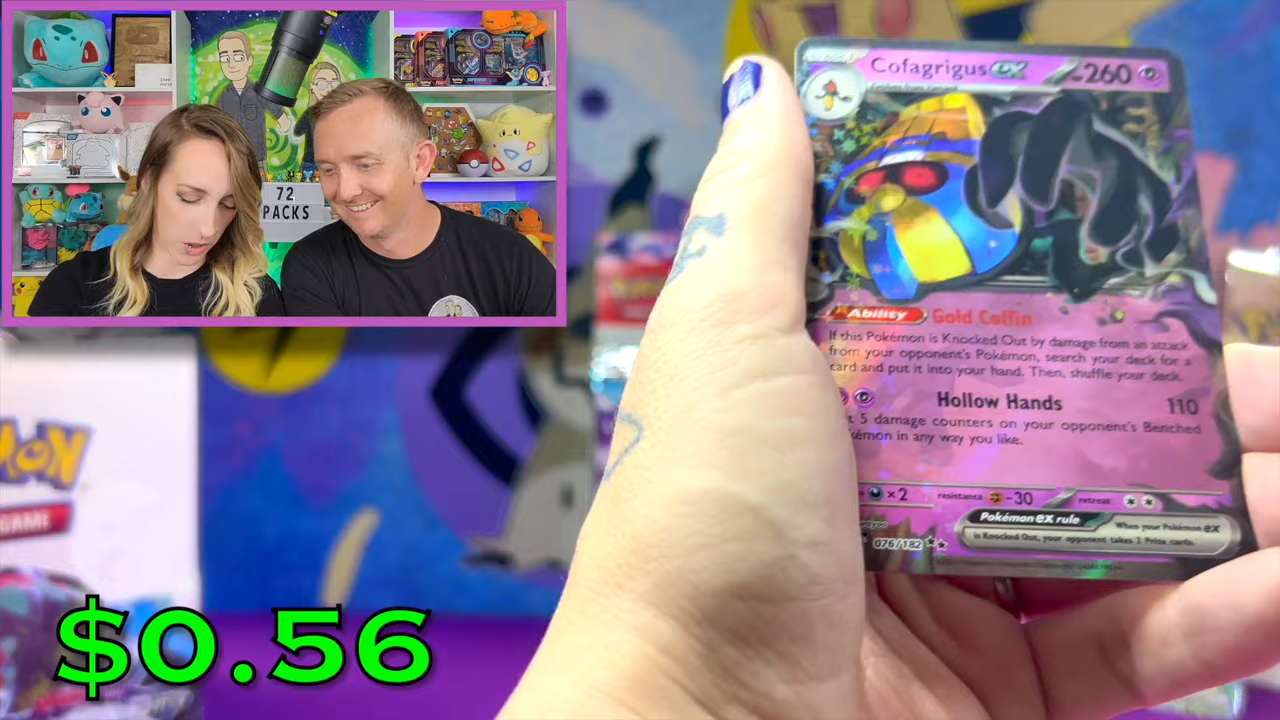 72
PACKS
Cofagrigus ex
260
Ability Gold Coffin
If this Pokémon is Knocked Out by damage from an attack
from your opponent's Pokémon, search your deck for a
card and put it into your hand. Then, shuffle your deck.
Hollow Hands 110
5 damage counters on your opponent's Benched
in any way you like.
×2 resistance -30 retreat
Pokémon ex rule When your Pokémon ex
is Knocked Out, your opponent takes 2 Prize cards.
076/182
GAME
$0.56